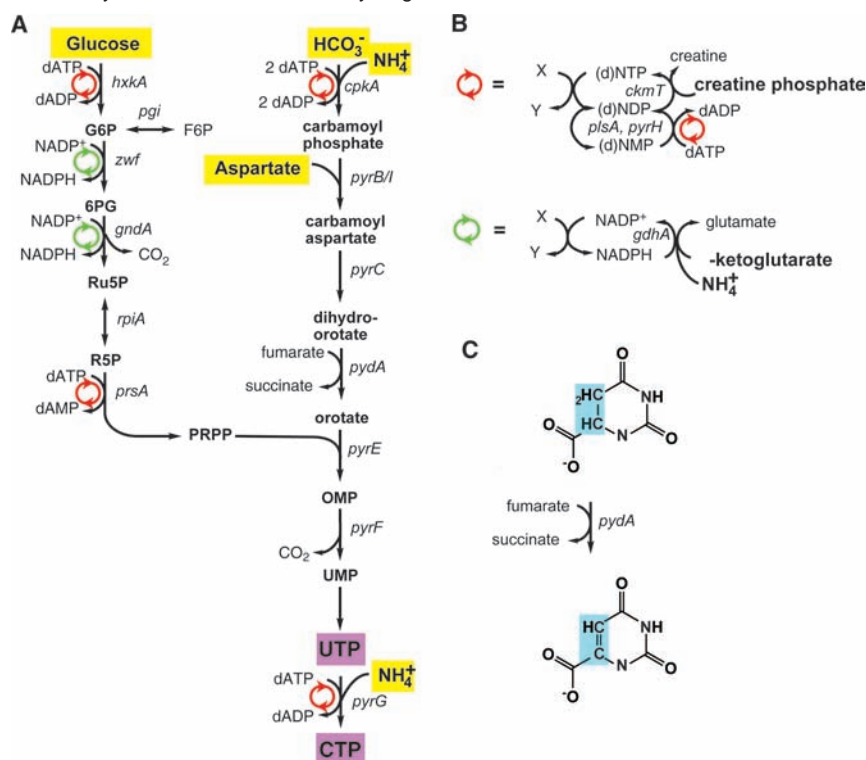 A
Glucose
dATP
hxkA
dADP
G6P
pgi
F6P
NADP+
zwf
NADPH
6PG
NADP+
gndA
NADPH
CO2
Ru5P
rpiA
R5P
dATP
prsA
dAMP
PRPP
HCO3-
NH4+
2 dATP
cpkA
2 dADP
carbamoyl
phosphate
Aspartate
pyrB/I
carbamoyl
aspartate
pyrC
dihydro-
orotate
fumarate
pydA
succinate
orotate
pyrE
OMP
pyrF
CO2
UMP
UTP
dATP
NH4+
pyrG
dADP
CTP
B
=
X
Y
(d)NTP
creatine
ckmT
creatine phosphate
(d)NDP
dADP
plsA, pyrH
(d)NMP
dATP
=
X
Y
NADP+
glutamate
gdhA
NADPH
-ketoglutarate
NH4+
C
O
2HC
NH
HC
N
O
O
-O
fumarate
pydA
succinate
O
HC
NH
C
N
O
O
-O